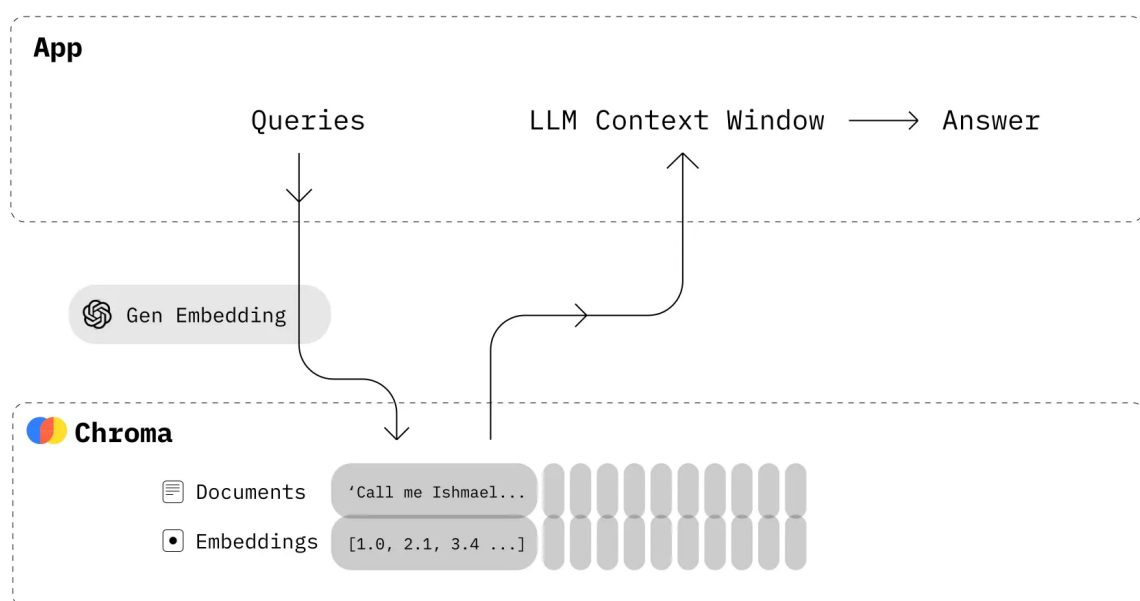 App
Queries
LLM Context Window
Answer
Gen Embedding
Chroma
Documents
‘Call me Ishmael...
Embeddings
[1.0, 2.1, 3.4 ...]